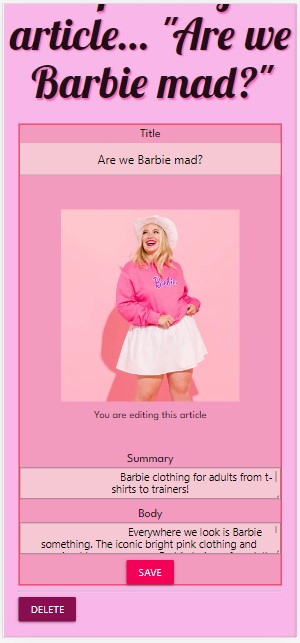 article... "Are we
Barbie mad?"
Title
Are we Barbie mad?
Barbie
You are editing this article
Summary
Barbie clothing for adults from t-
shirts to trainers!
Body
Everywhere we look is Barbie
something. The iconic bright pink clothing and
SAVE
DELETE